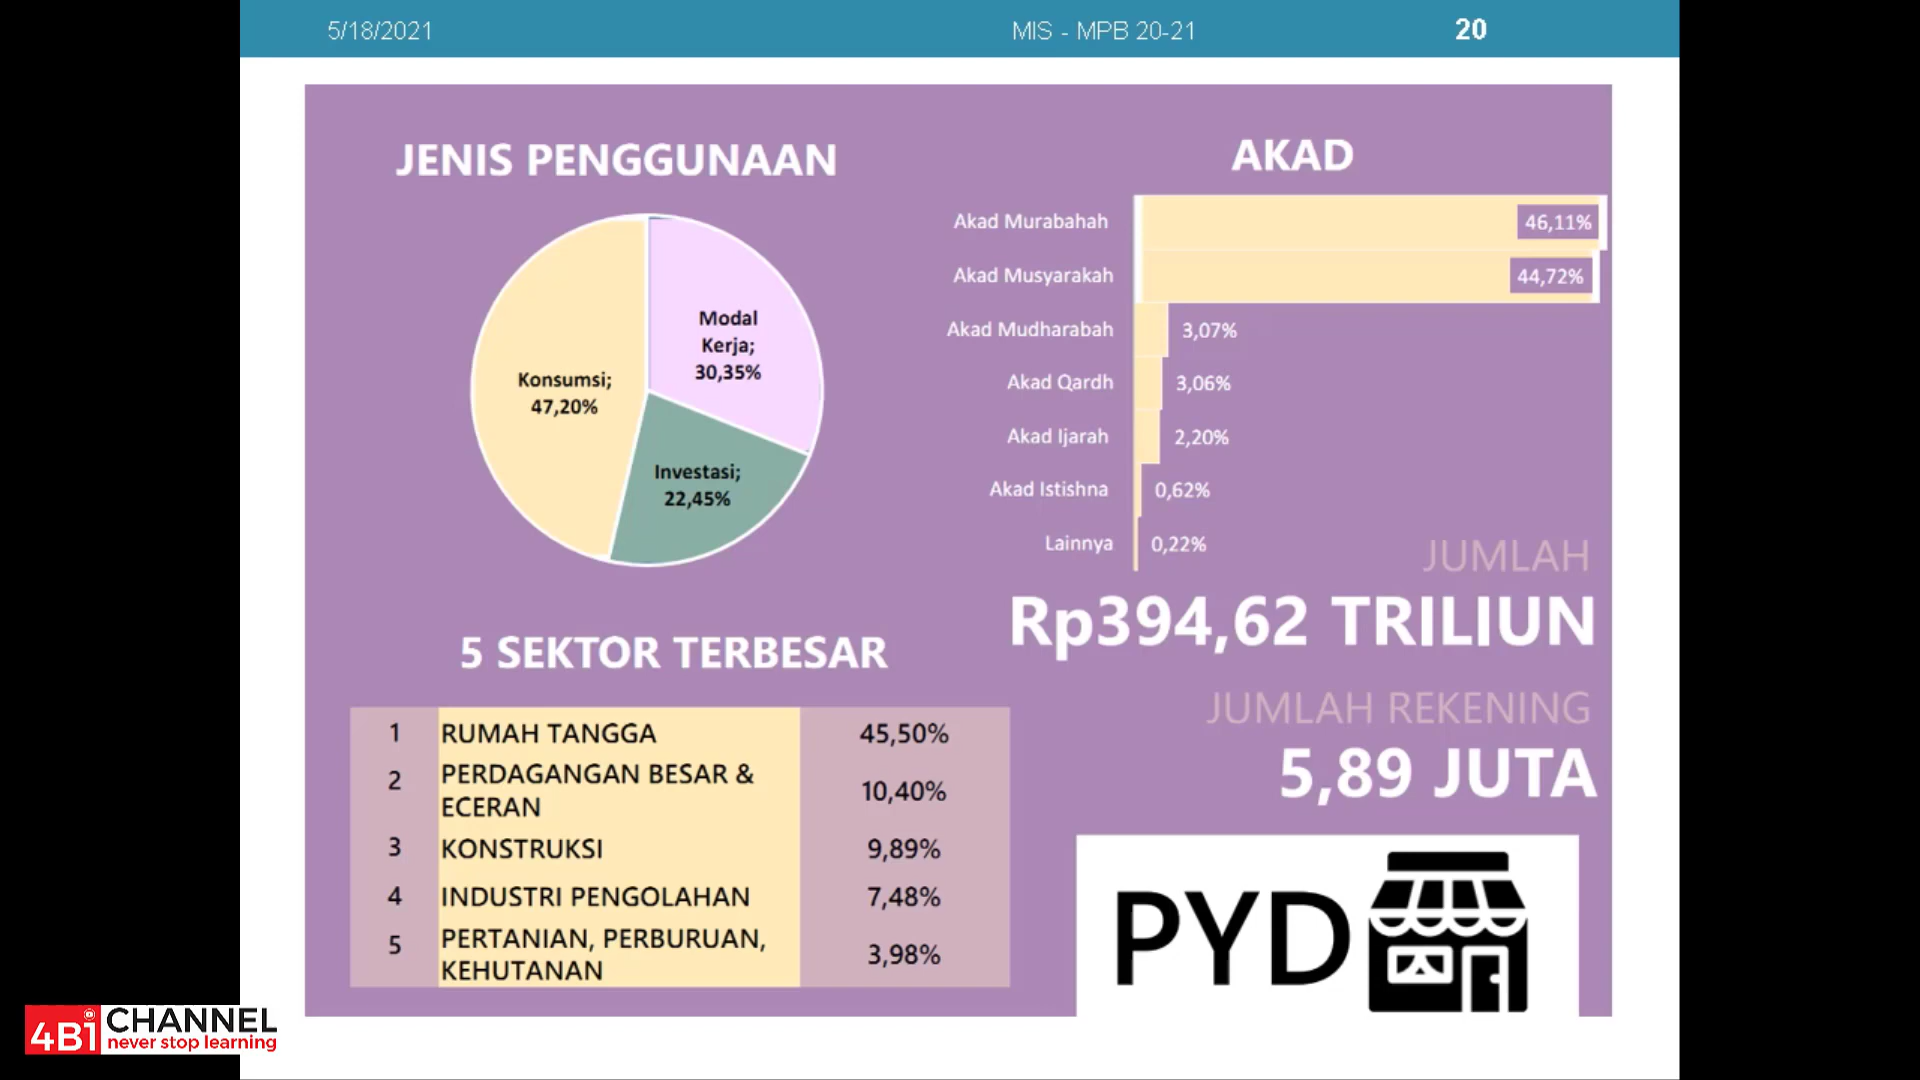 5/18/2021
MIS - MPB 20-21
20
JENIS PENGGUNAAN
Modal
Kerja;
30,35%
Konsumsi;
47,20%
Investasi;
22,45%
AKAD
Akad Murabahah 46,11%
Akad Musyarakah 44,72%
Akad Mudharabah 3,07%
Akad Qardh 3,06%
Akad Ijarah 2,20%
Akad Istishna 0,62%
Lainnya 0,22%
JUMLAH
Rp394,62 TRILIUN
JUMLAH REKENING
5,89 JUTA
5 SEKTOR TERBESAR
1 RUMAH TANGGA 45,50%
2 PERDAGANGAN BESAR &
ECERAN 10,40%
3 KONSTRUKSI 9,89%
4 INDUSTRI PENGOLAHAN 7,48%
5 PERTANIAN, PERBURUAN,
KEHUTANAN 3,98%
PYD
4Bi CHANNEL
never stop learning